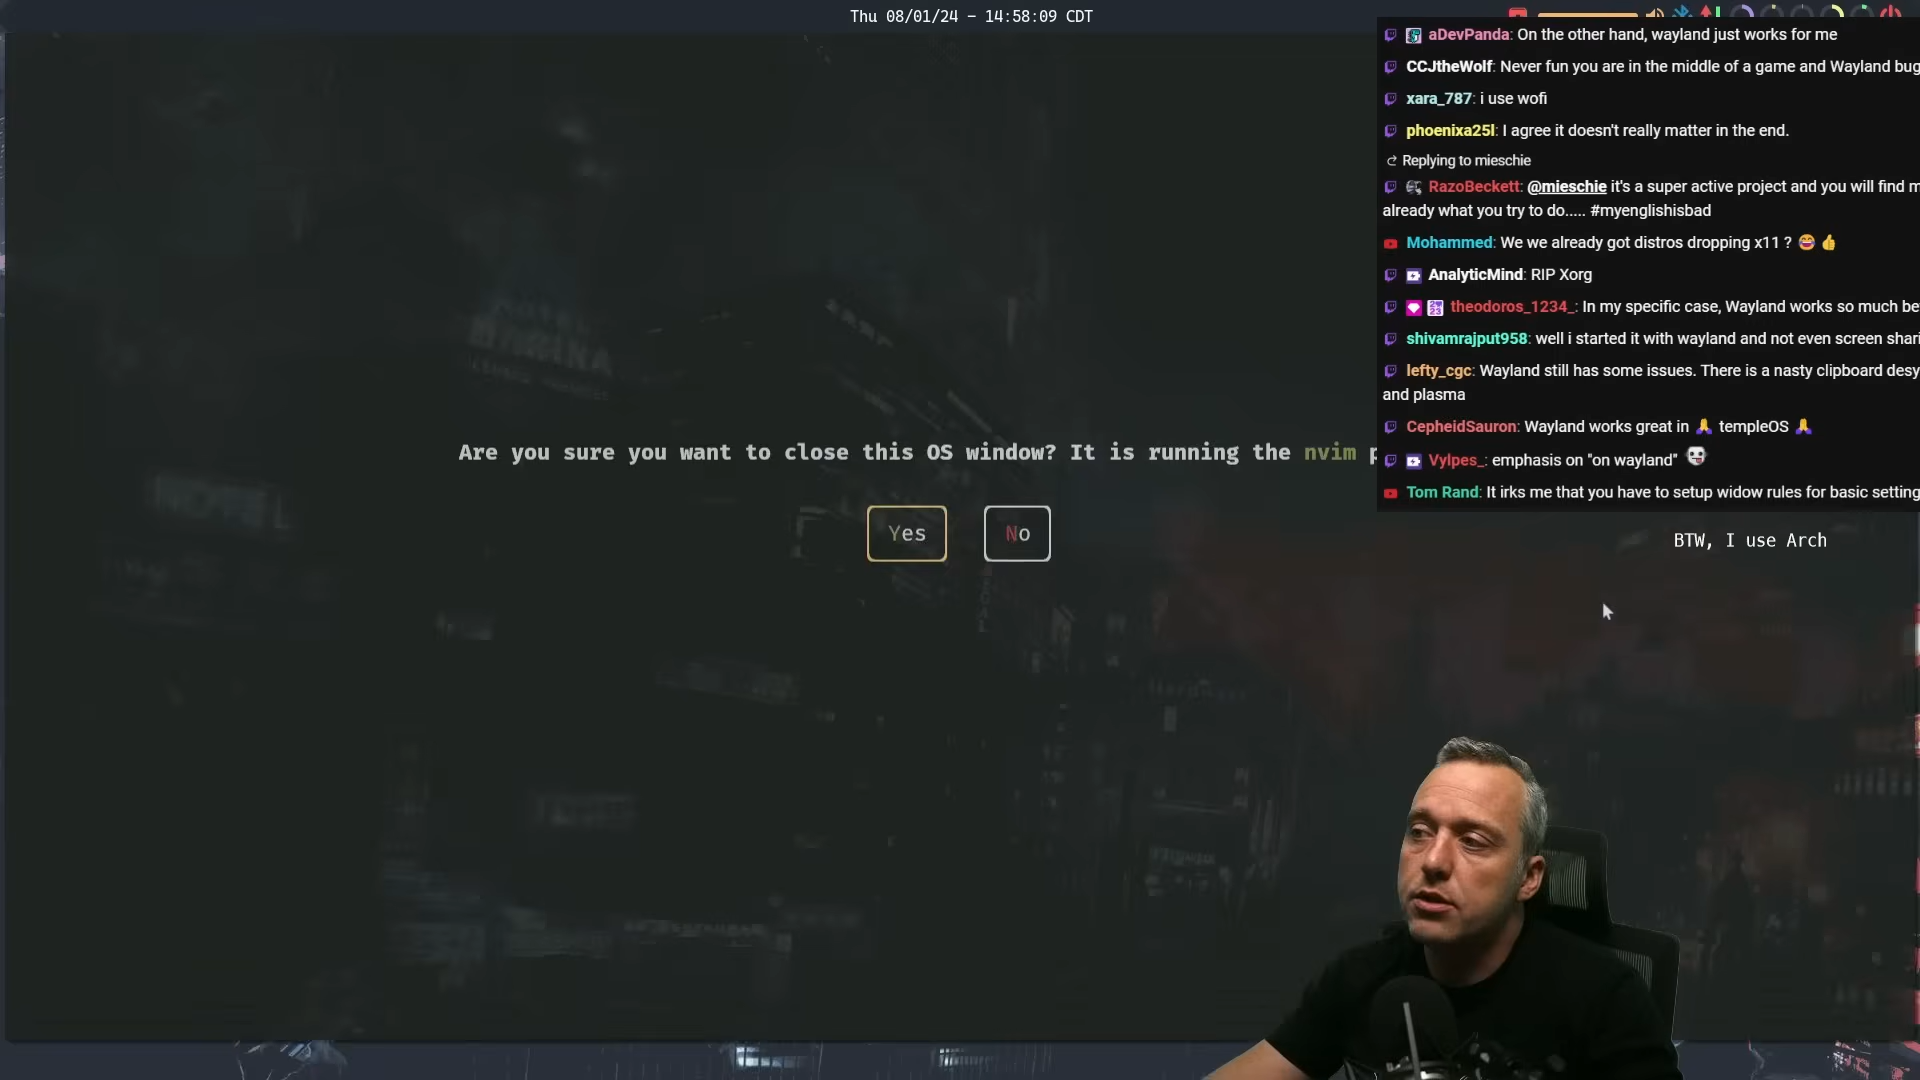 Thu 08/01/24 - 14:58:09 CDT
aDevPanda: On the other hand, wayland just works for me
CCJtheWolf: Never fun you are in the middle of a game and Wayland bug
xara_787: i use wofi
phoenixa25l: I agree it doesn't really matter in the end.
Replying to mieschie
RazoBeckett: @mieschie it's a super active project and you will find m
already what you try to do..... #myenglishisbad
Mohammed: We we already got distros dropping x11 ? 😂 👍
AnalyticMind: RIP Xorg
theodoros_1234_: In my specific case, Wayland works so much be
shivamrajput958: well i started it with wayland and not even screen shari
lefty_cgc: Wayland still has some issues. There is a nasty clipboard desy
and plasma
CepheidSauron: Wayland works great in 🙏 templeOS 🙏
Vylpes_: emphasis on "on wayland"
Tom Rand: It irks me that you have to setup widow rules for basic setting
Are you sure you want to close this OS window? It is running the nvim p
Yes No
BTW, I use Arch